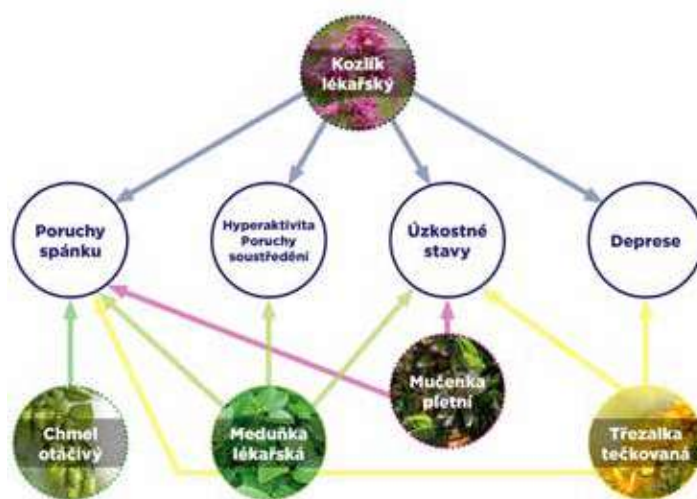 Kozlík
lékařský
Poruchy
spánku
Hyperaktivita
Poruchy
soustředění
Úzkostné
stavy
Deprese
Chmel
otáčivý
Meduňka
lékařská
Mučenka
pletní
Třezalka
tečkovaná